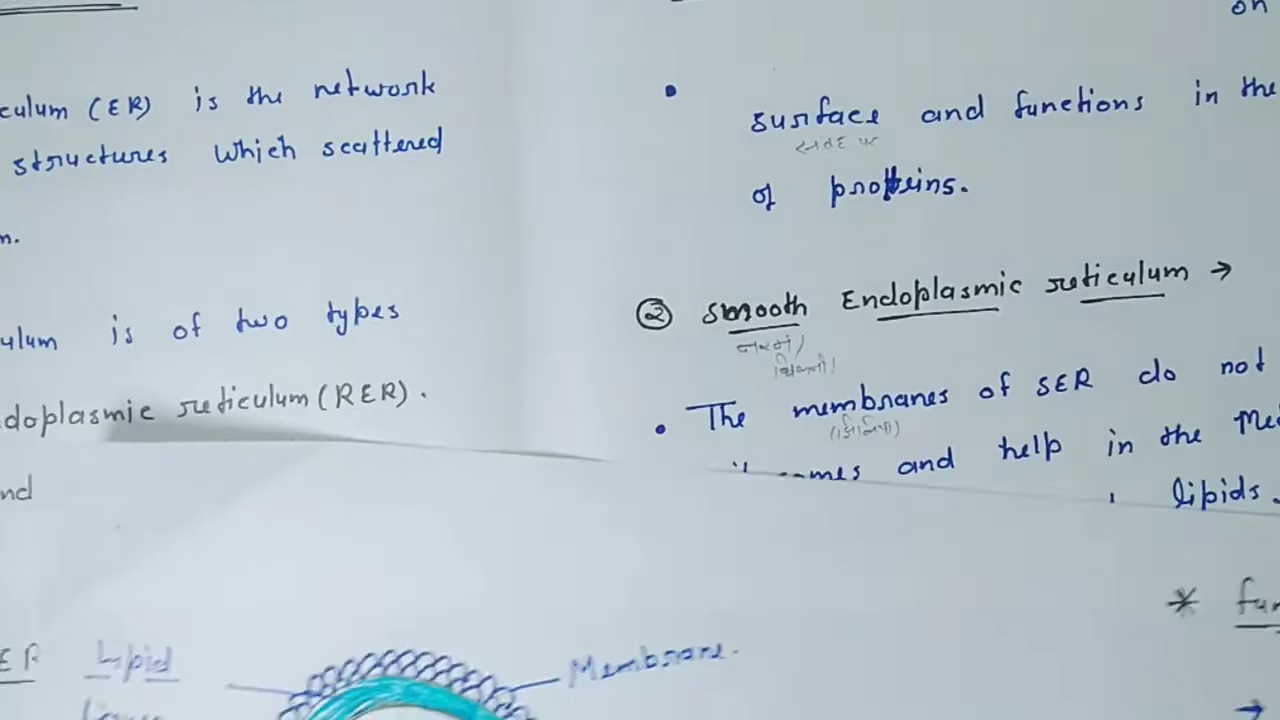 culum (ER) is the network
structures which scattered
ulum is of two types
doplasmic reticulum (RER).
nd
on
• surface and functions in the
of proteins.
② Smooth Endoplasmic reticulum →
• The membranes of SER do not
and help in the
lipids.
* fun
→
ER Lipid
Membrane.